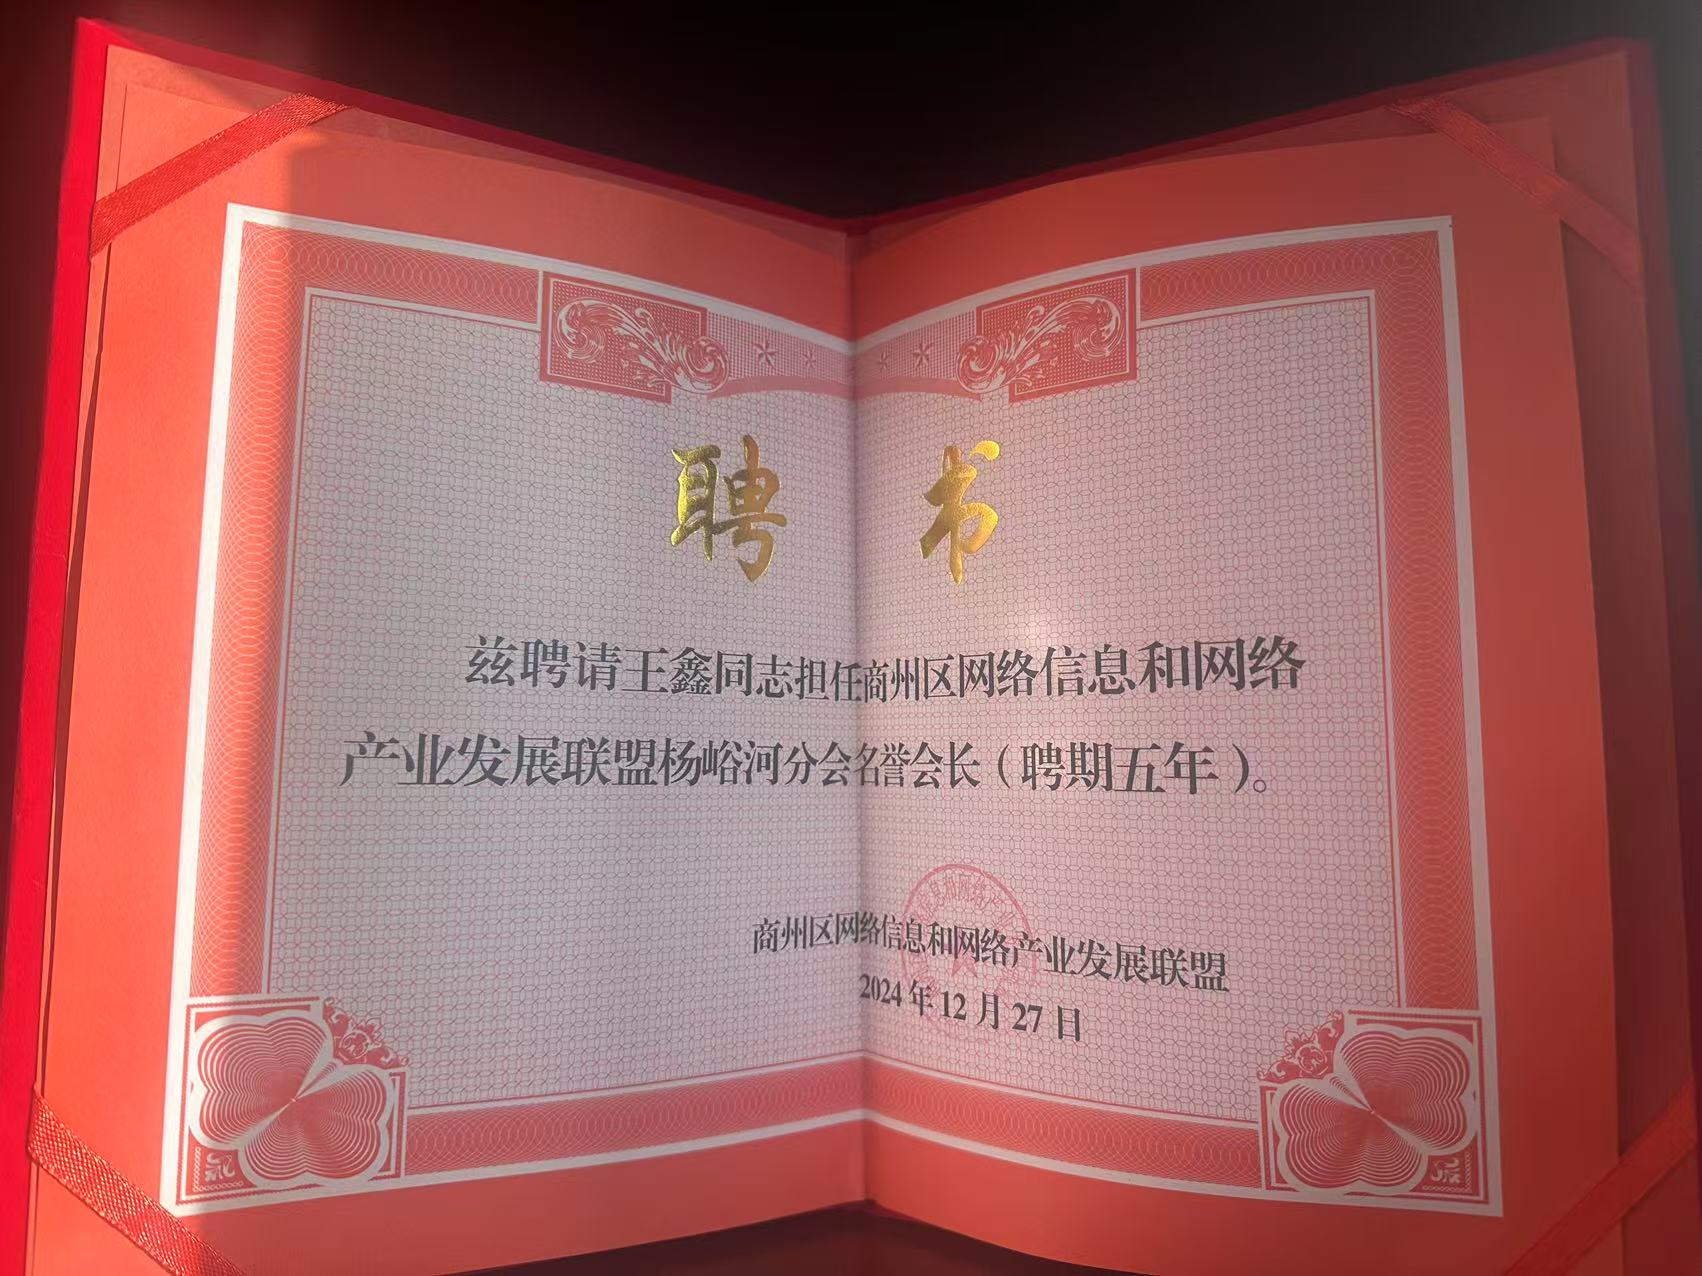 聘 书
兹聘请王鑫同志担任商州区网络信息和网络
产业发展联盟杨峪河分会名誉会长（聘期五年）。
商州区网络信息和网络产业发展联盟
2024 年 12 月 27 日